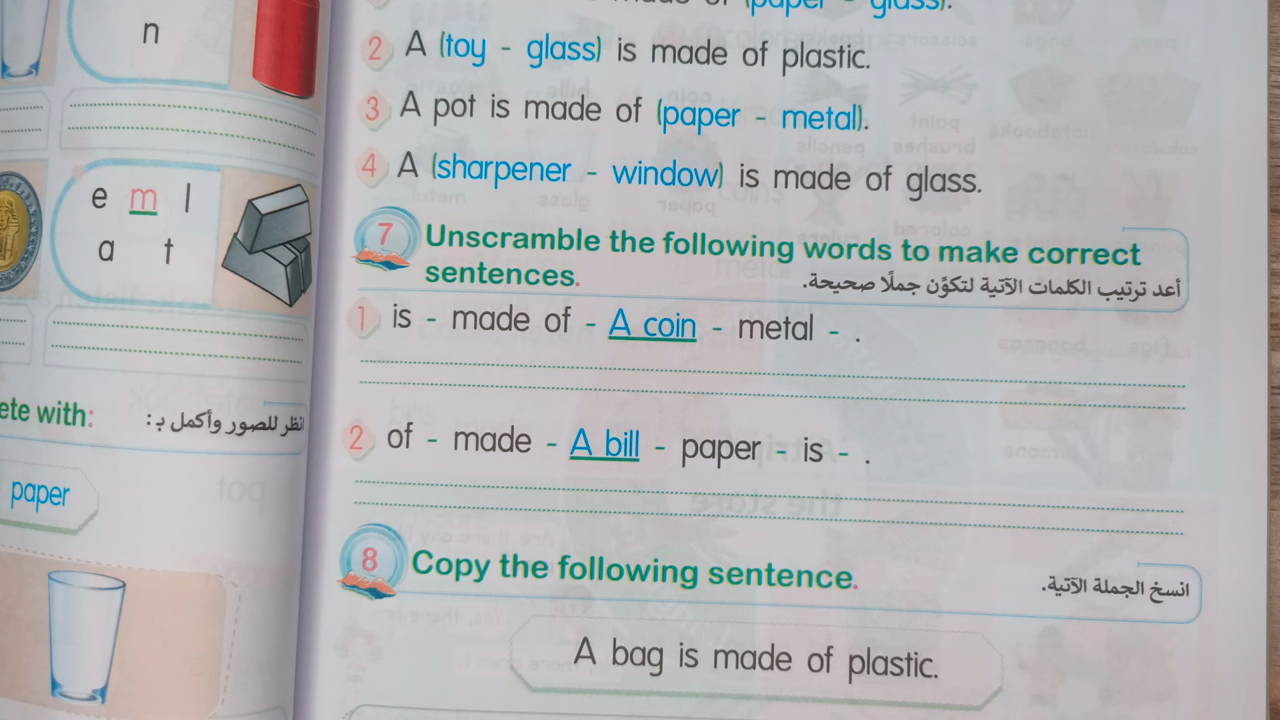 n
e m l
a t
ete with:
انظر للصور وأكمل بـ :
paper
(paper - glass).
2 A (toy - glass) is made of plastic.
3 A pot is made of (paper - metal).
4 A (sharpener - window) is made of glass.
7 Unscramble the following words to make correct
sentences.
أعد ترتيب الكلمات الآتية لتكوِّن جملًا صحيحة.
1 is - made of - A coin - metal - .
2 of - made - A bill - paper - is - .
8 Copy the following sentence.
انسخ الجملة الآتية.
A bag is made of plastic.